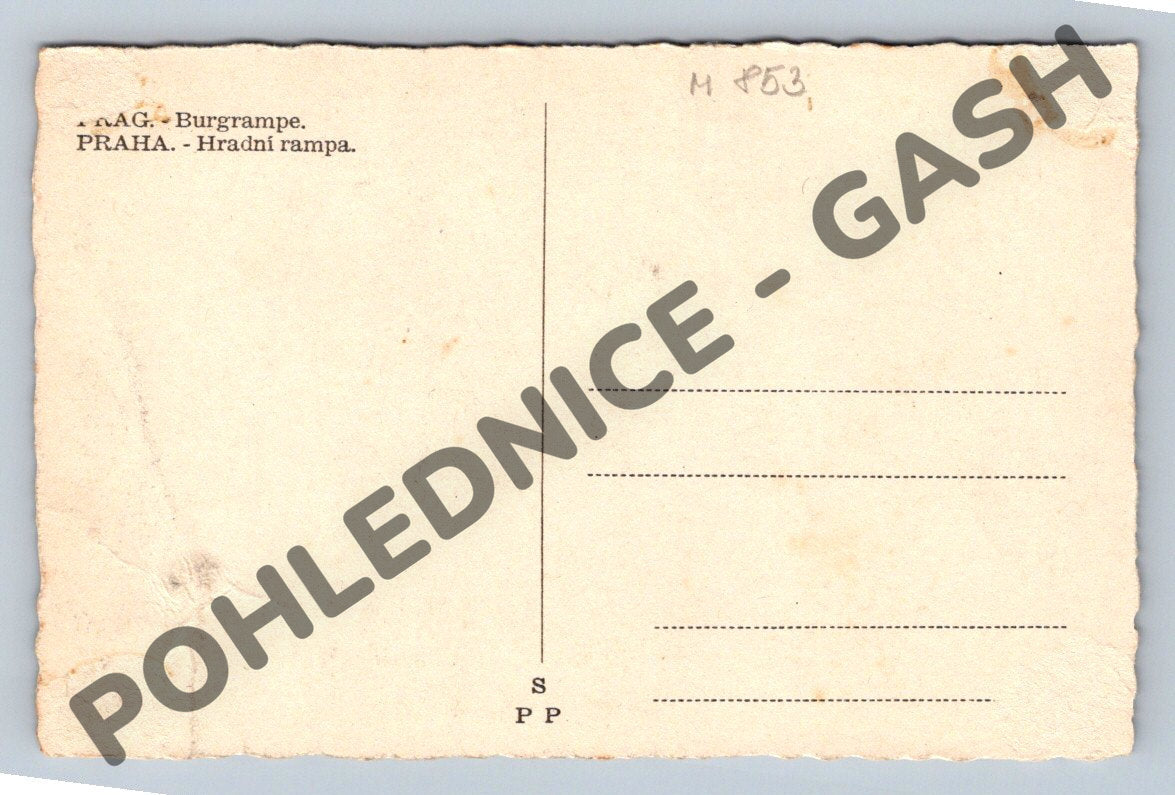 M 853
PRAG. - Burgrampe.
PRAHA. - Hradní rampa.
POHLEDNICE - GASH
S
P P